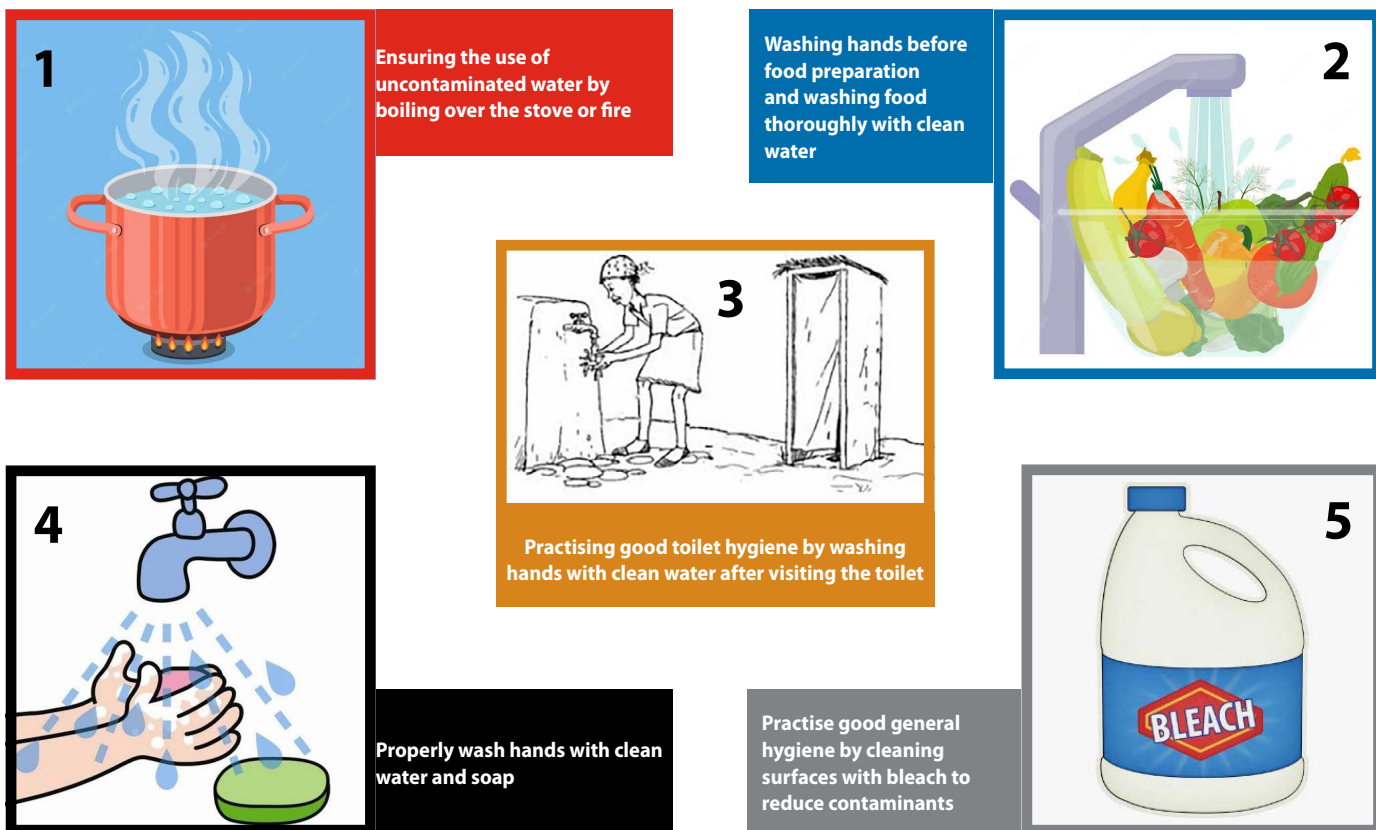 1
Ensuring the use of
uncontaminated water by
boiling over the stove or fire
Washing hands before
food preparation
and washing food
thoroughly with clean
water
2
3
Practising good toilet hygiene by washing
hands with clean water after visiting the toilet
4
Properly wash hands with clean
water and soap
Practise good general
hygiene by cleaning
surfaces with bleach to
reduce contaminants
5
BLEACH